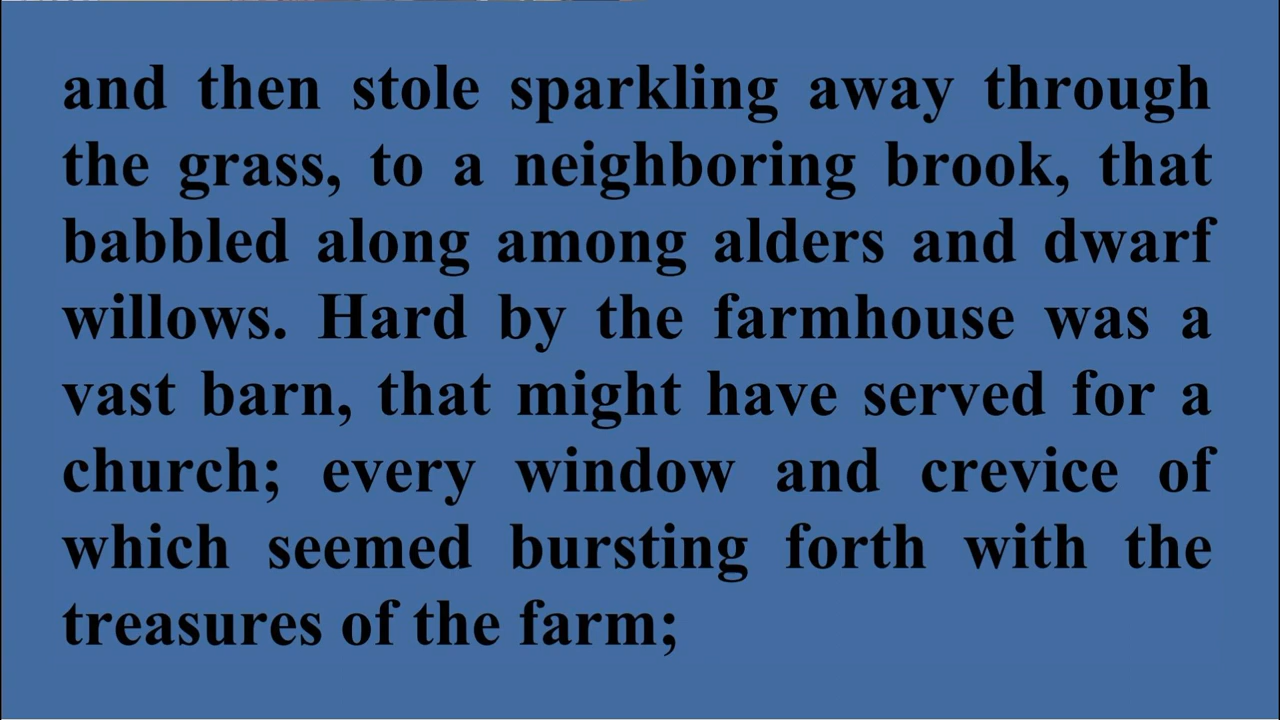 and then stole sparkling away through
the grass, to a neighboring brook, that
babbled along among alders and dwarf
willows. Hard by the farmhouse was a
vast barn, that might have served for a
church; every window and crevice of
which seemed bursting forth with the
treasures of the farm;